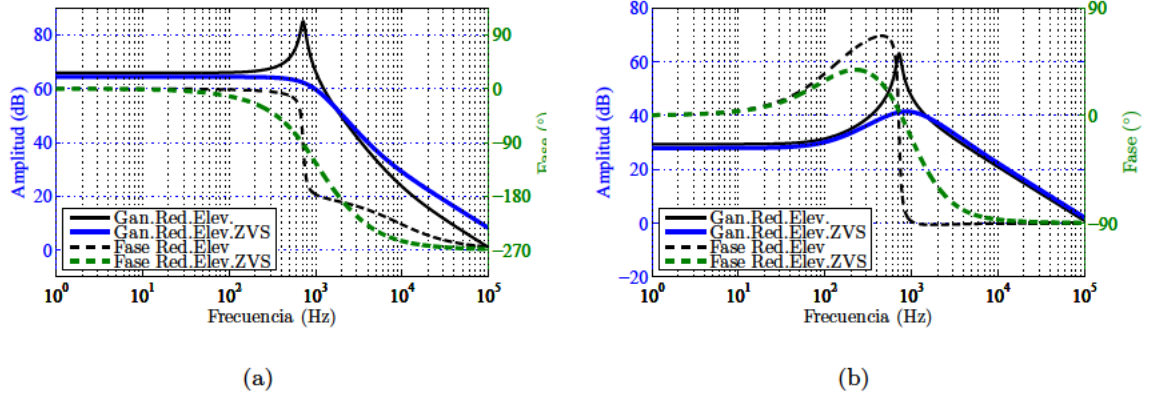 80
60
40
20
0
Amplitud (dB)
90
0
−90
−180
−270
Fase (°)
Gan.Red.Elev.
Gan.Red.Elev.ZVS
Fase Red.Elev
Fase Red.Elev.ZVS
10⁰ 10¹ 10² 10³ 10⁴ 10⁵
Frecuencia (Hz)
(a)
80
60
40
20
0
−20
Amplitud (dB)
90
0
−90
Fase (°)
Gan.Red.Elev.
Gan.Red.Elev.ZVS
Fase Red.Elev
Fase Red.Elev.ZVS
10⁰ 10¹ 10² 10³ 10⁴ 10⁵
Frecuencia (Hz)
(b)